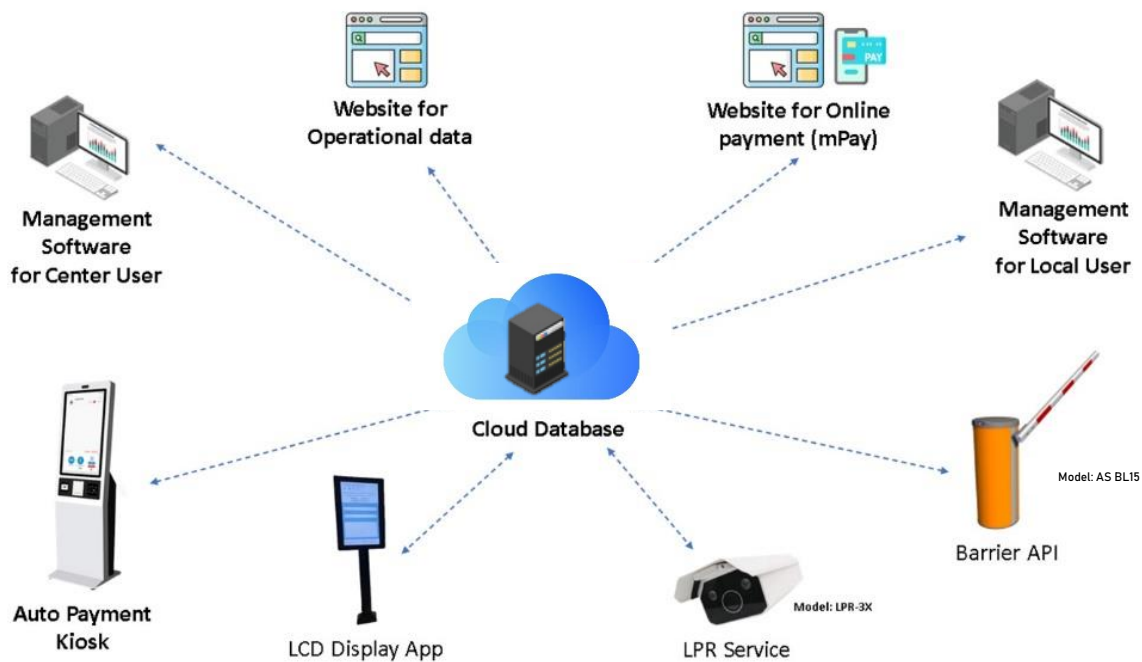 PAY
Website for
Operational data
Website for Online
payment (mPay)
Management
Software
for Center User
Management
Software
for Local User
Cloud Database
Model: AS BL15
Barrier API
Auto Payment
Kiosk
LCD Display App
Model: LPR-3X
LPR Service